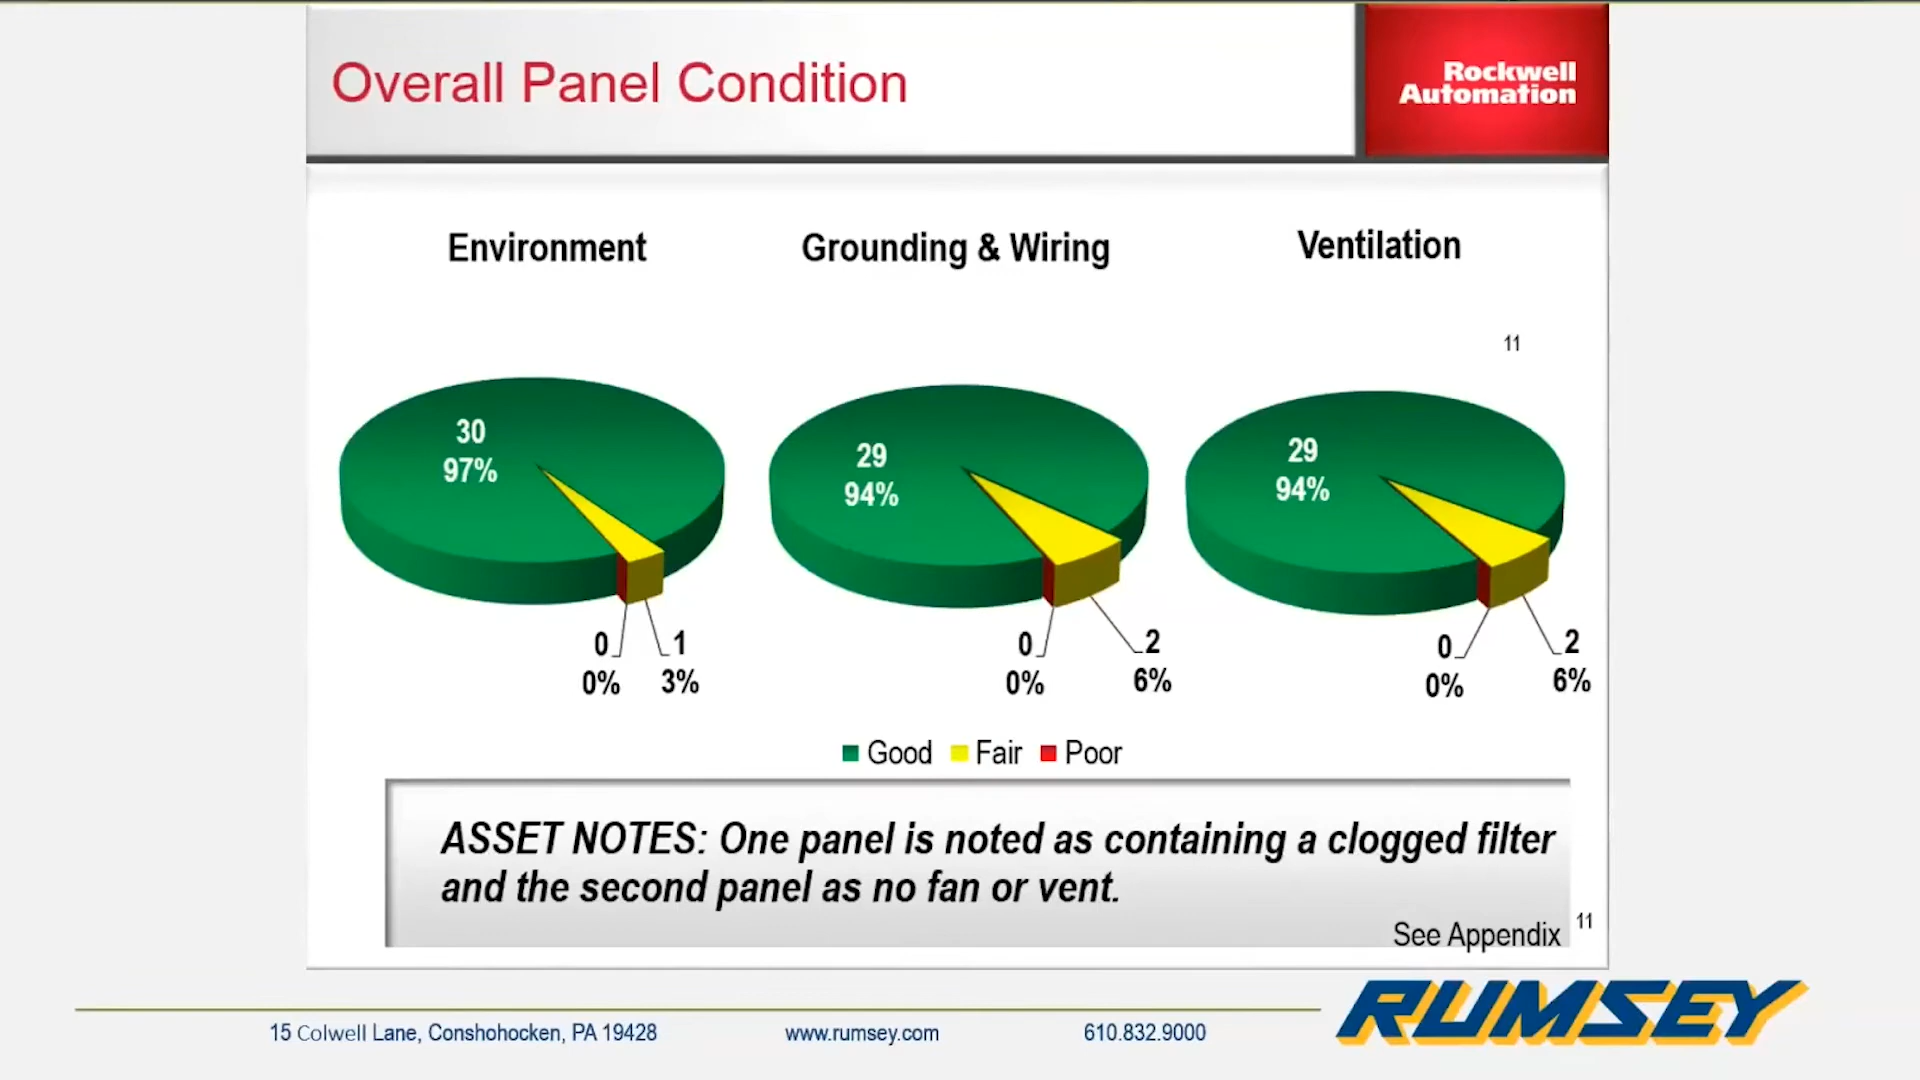 Overall Panel Condition
Rockwell
Automation
Environment
Grounding & Wiring
Ventilation
11
30
97%
0
0%
1
3%
29
94%
0
0%
2
6%
29
94%
0
0%
2
6%
Good Fair Poor
ASSET NOTES: One panel is noted as containing a clogged filter
and the second panel as no fan or vent.
See Appendix
11
15 Colwell Lane, Conshohocken, PA 19428
www.rumsey.com
610.832.9000
RUMSEY